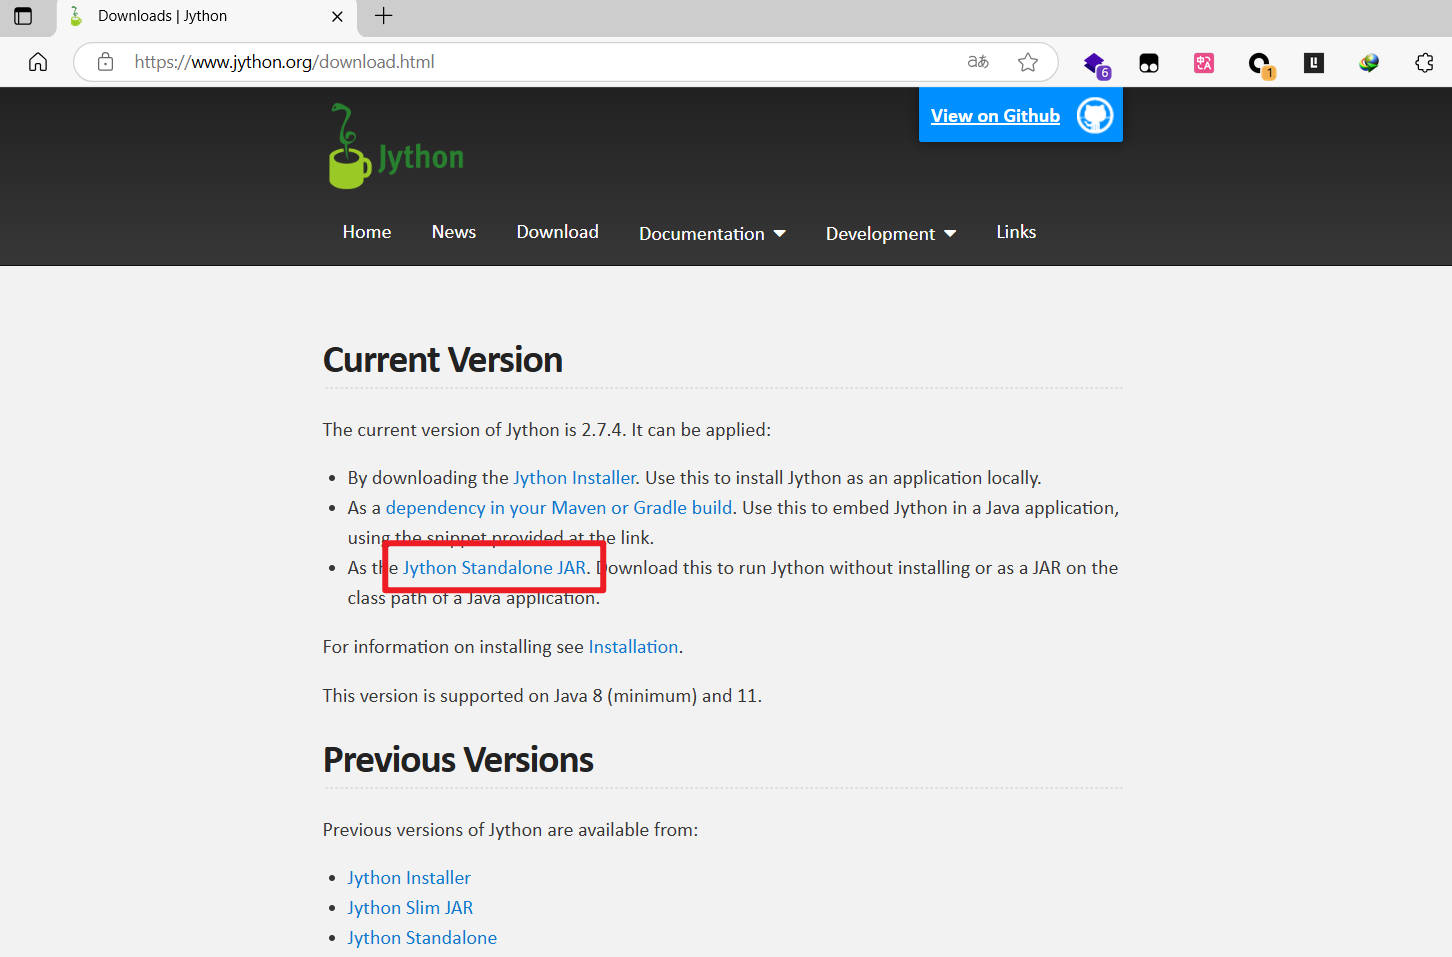 Downloads | Jython
https://www.jython.org/download.html
aあ
6
中A
1
L
View on Github
Jython
Home News Download Documentation Development Links
Current Version
The current version of Jython is 2.7.4. It can be applied:
• By downloading the Jython Installer. Use this to install Jython as an application locally.
• As a dependency in your Maven or Gradle build. Use this to embed Jython in a Java application,
using the snippet provided at the link.
• As the Jython Standalone JAR. Download this to run Jython without installing or as a JAR on the
class path of a Java application.
For information on installing see Installation.
This version is supported on Java 8 (minimum) and 11.
Previous Versions
Previous versions of Jython are available from:
• Jython Installer
• Jython Slim JAR
• Jython Standalone